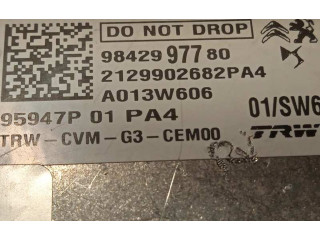 DO NOT DROP
98429 977 80
2129902682PA4
A013W606
95947P 01 PA4
01/SW6
TRW-CVM-G3-CEM00
TRW